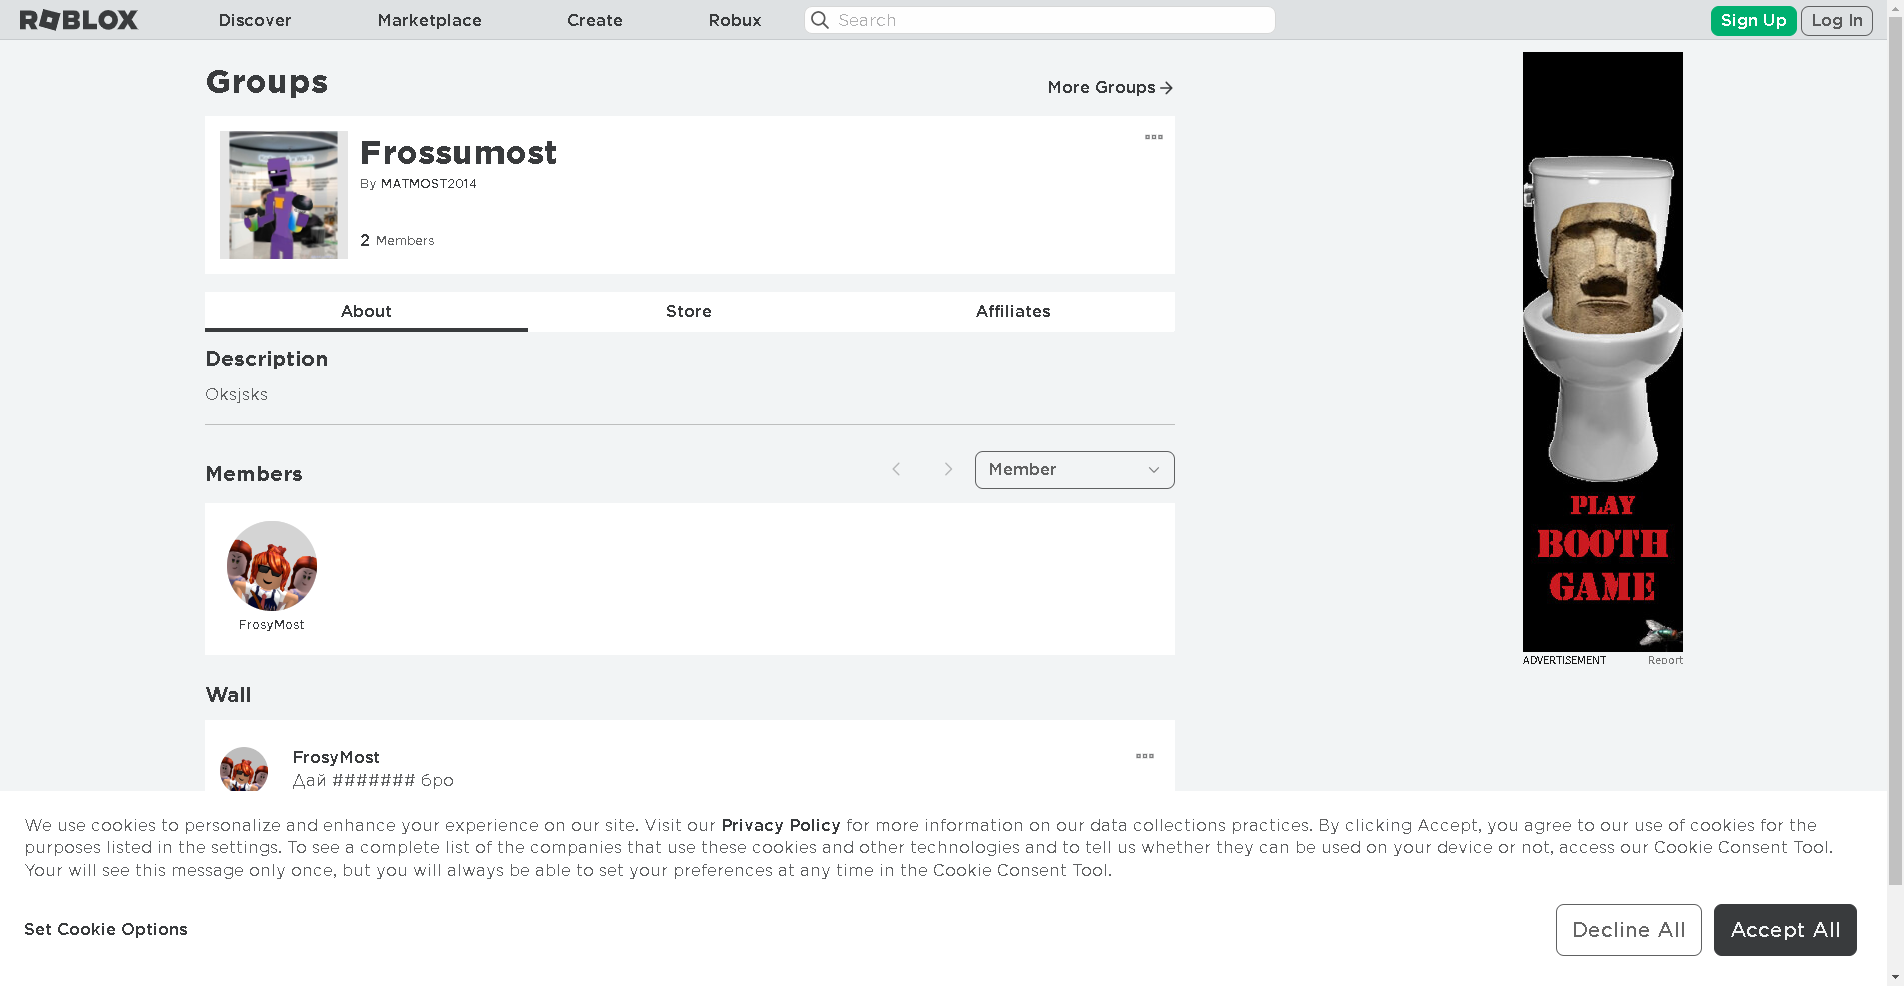 ROBLOX
Discover
Marketplace
Create
Robux
Search
Sign Up
Log In
Groups
More Groups
Frossumost
By MATMOST2014
2 Members
About
Store
Affiliates
Description
Oksjsks
Members
Member
FrosyMost
Wall
FrosyMost
Дай ####### бро
PLAY
BOOTH
GAME
ADVERTISEMENT
Report
We use cookies to personalize and enhance your experience on our site. Visit our Privacy Policy for more information on our data collections practices. By clicking Accept, you agree to our use of cookies for the
purposes listed in the settings. To see a complete list of the companies that use these cookies and other technologies and to tell us whether they can be used on your device or not, access our Cookie Consent Tool.
Your will see this message only once, but you will always be able to set your preferences at any time in the Cookie Consent Tool.
Set Cookie Options
Decline All
Accept All